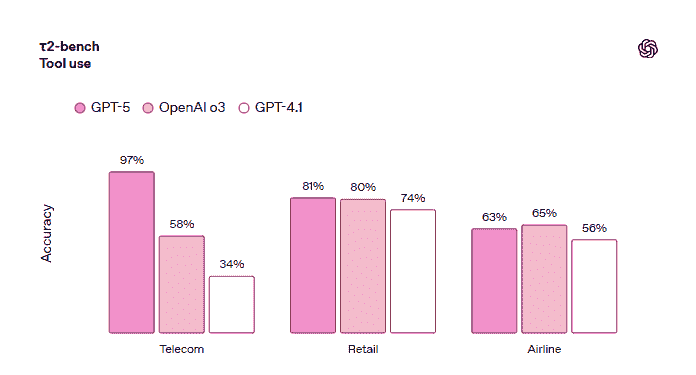 τ2-bench
Tool use
GPT-5 OpenAI o3 GPT-4.1
Accuracy
97%
58%
34%
81%
80%
74%
63%
65%
56%
Telecom
Retail
Airline